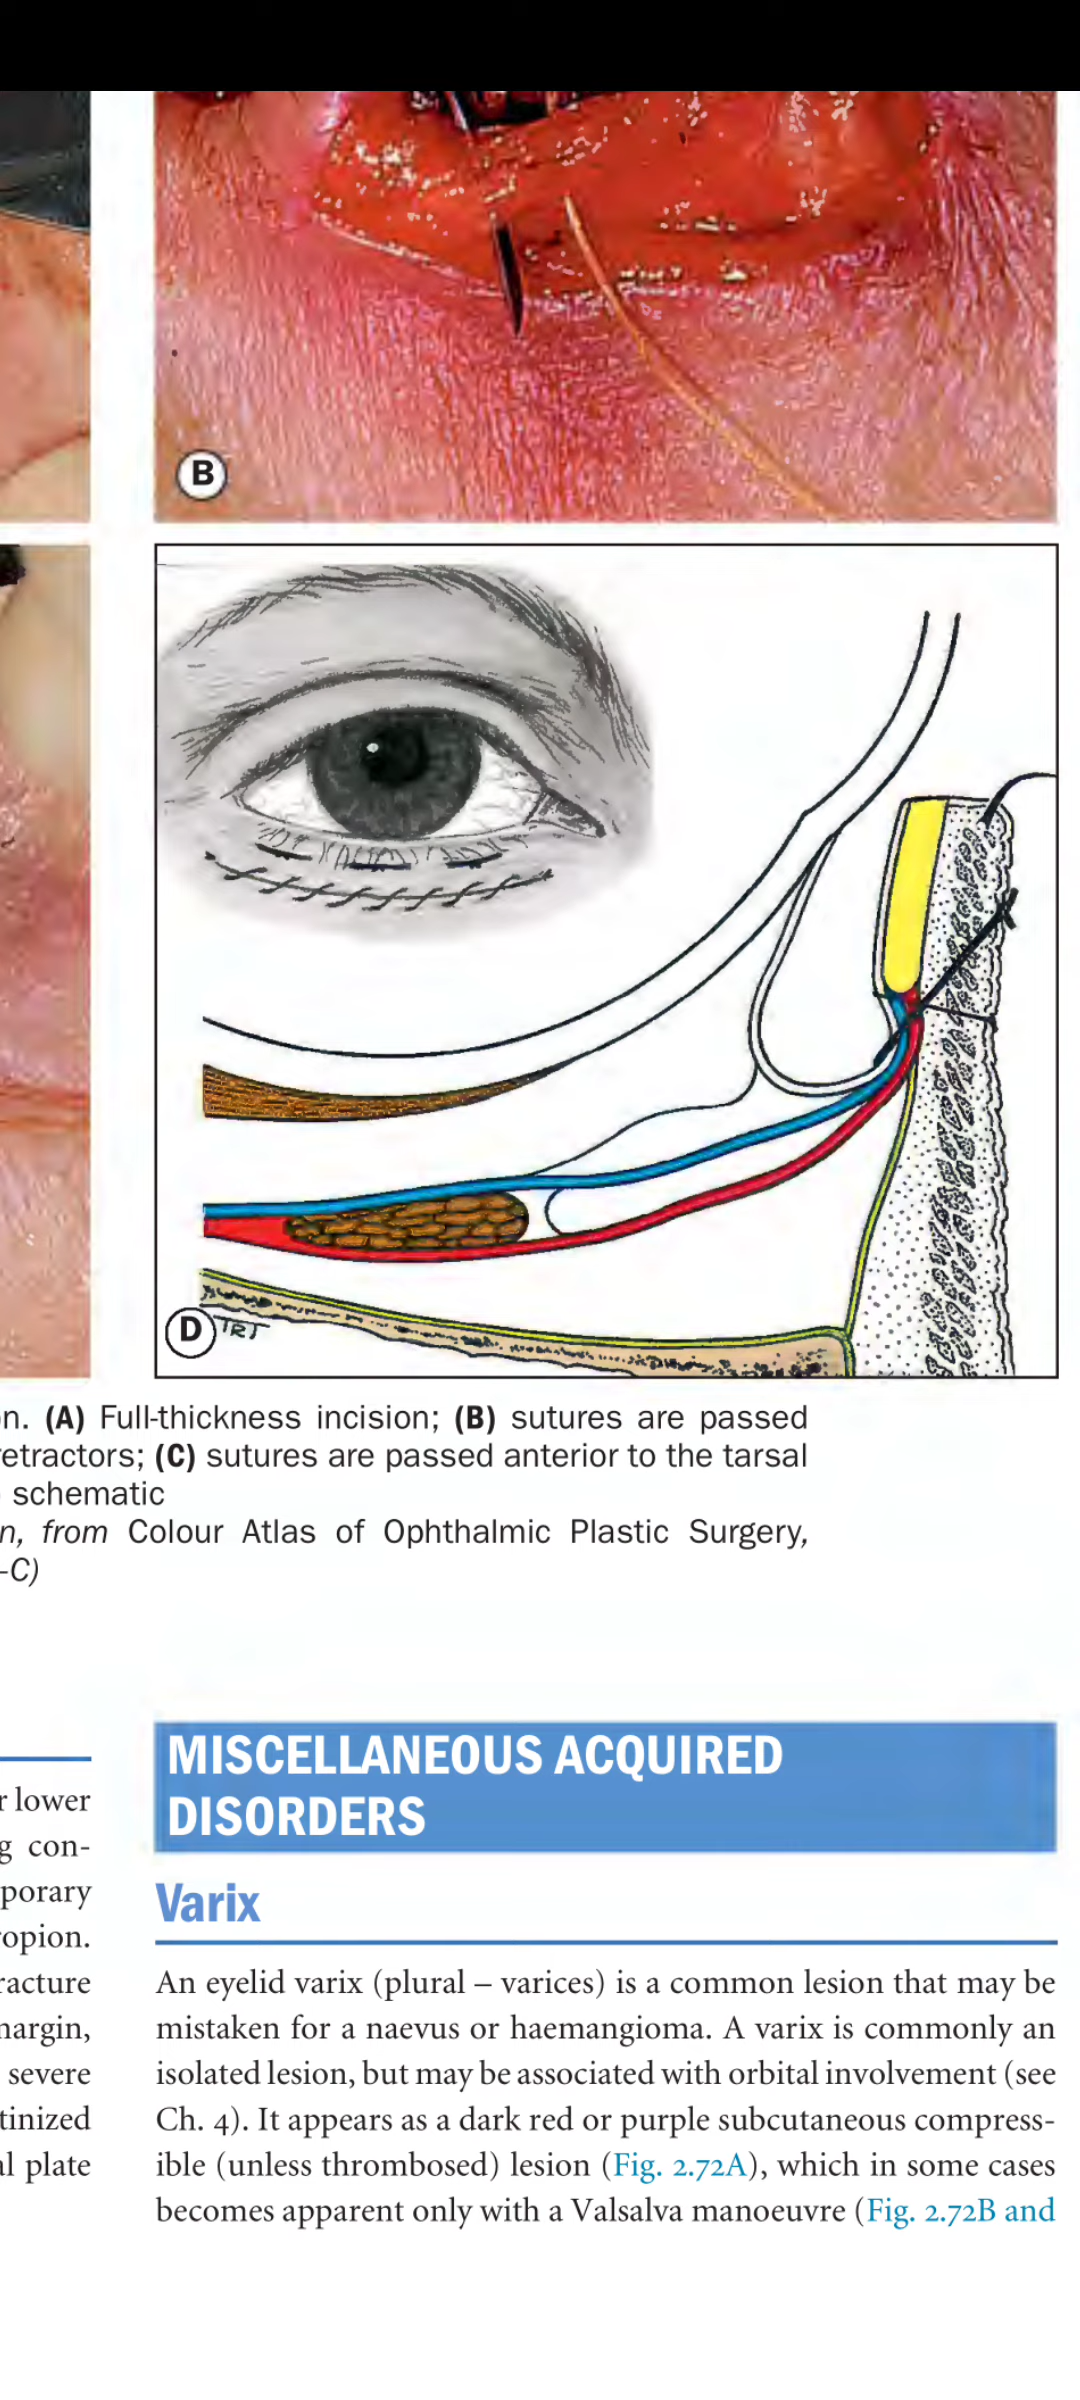 B
D
TRJ
n. (A) Full-thickness incision; (B) sutures are passed
retractors; (C) sutures are passed anterior to the tarsal
schematic
n, from Colour Atlas of Ophthalmic Plastic Surgery,
-C)
r lower
g con-
porary
ropion.
racture
margin,
severe
tinized
al plate
MISCELLANEOUS ACQUIRED
DISORDERS
Varix
An eyelid varix (plural – varices) is a common lesion that may be
mistaken for a naevus or haemangioma. A varix is commonly an
isolated lesion, but may be associated with orbital involvement (see
Ch. 4). It appears as a dark red or purple subcutaneous compress-
ible (unless thrombosed) lesion (Fig. 2.72A), which in some cases
becomes apparent only with a Valsalva manoeuvre (Fig. 2.72B and